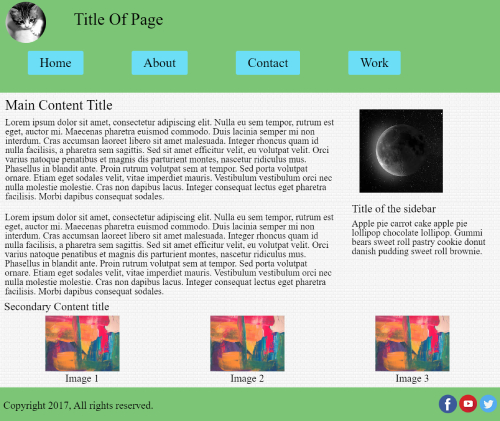 Title Of Page
Home
About
Contact
Work
Main Content Title
Lorem ipsum dolor sit amet, consectetur adipiscing elit. Nulla eu sem tempor, rutrum est
eget, auctor mi. Maecenas pharetra euismod commodo. Duis lacinia semper mi non
interdum. Cras accumsan laoreet libero sit amet malesuada. Integer rhoncus quam id
nulla facilisis, a pharetra sem sagittis. Sed sit amet efficitur velit, eu volutpat velit. Orci
varius natoque penatibus et magnis dis parturient montes, nascetur ridiculus mus.
Phasellus in blandit ante. Proin rutrum volutpat sem at tempor. Sed porta volutpat
ornare. Etiam eget sodales velit, vitae imperdiet mauris. Vestibulum vestibulum orci nec
nulla molestie molestie. Cras non dapibus lacus. Integer consequat lectus eget pharetra
facilisis. Morbi dapibus consequat sodales.
Lorem ipsum dolor sit amet, consectetur adipiscing elit. Nulla eu sem tempor, rutrum est
eget, auctor mi. Maecenas pharetra euismod commodo. Duis lacinia semper mi non
interdum. Cras accumsan laoreet libero sit amet malesuada. Integer rhoncus quam id
nulla facilisis, a pharetra sem sagittis. Sed sit amet efficitur velit, eu volutpat velit. Orci
varius natoque penatibus et magnis dis parturient montes, nascetur ridiculus mus.
Phasellus in blandit ante. Proin rutrum volutpat sem at tempor. Sed porta volutpat
ornare. Etiam eget sodales velit, vitae imperdiet mauris. Vestibulum vestibulum orci nec
nulla molestie molestie. Cras non dapibus lacus. Integer consequat lectus eget pharetra
facilisis. Morbi dapibus consequat sodales.
Title of the sidebar
Apple pie carrot cake apple pie
lollipop chocolate lollipop. Gummi
bears sweet roll pastry cookie donut
danish pudding sweet roll brownie.
Secondary Content title
Image 1
Image 2
Image 3
Copyright 2017, All rights reserved.